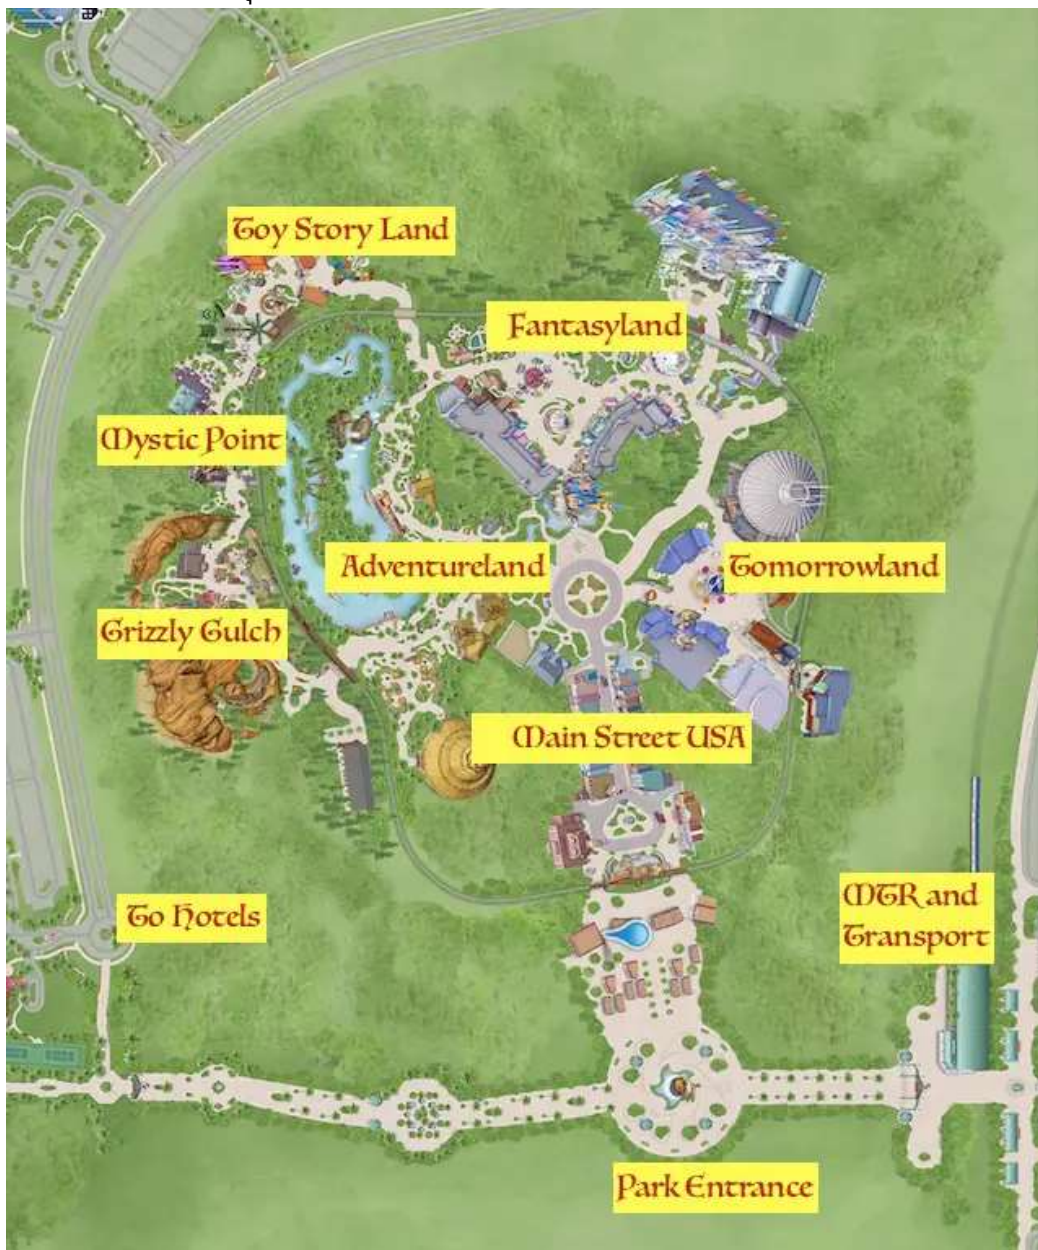 Toy Story Land
Fantasyland
Mystic Point
Adventureland
Tomorrowland
Grizzly Gulch
Main Street USA
To Hotels
MTR and
Transport
Park Entrance